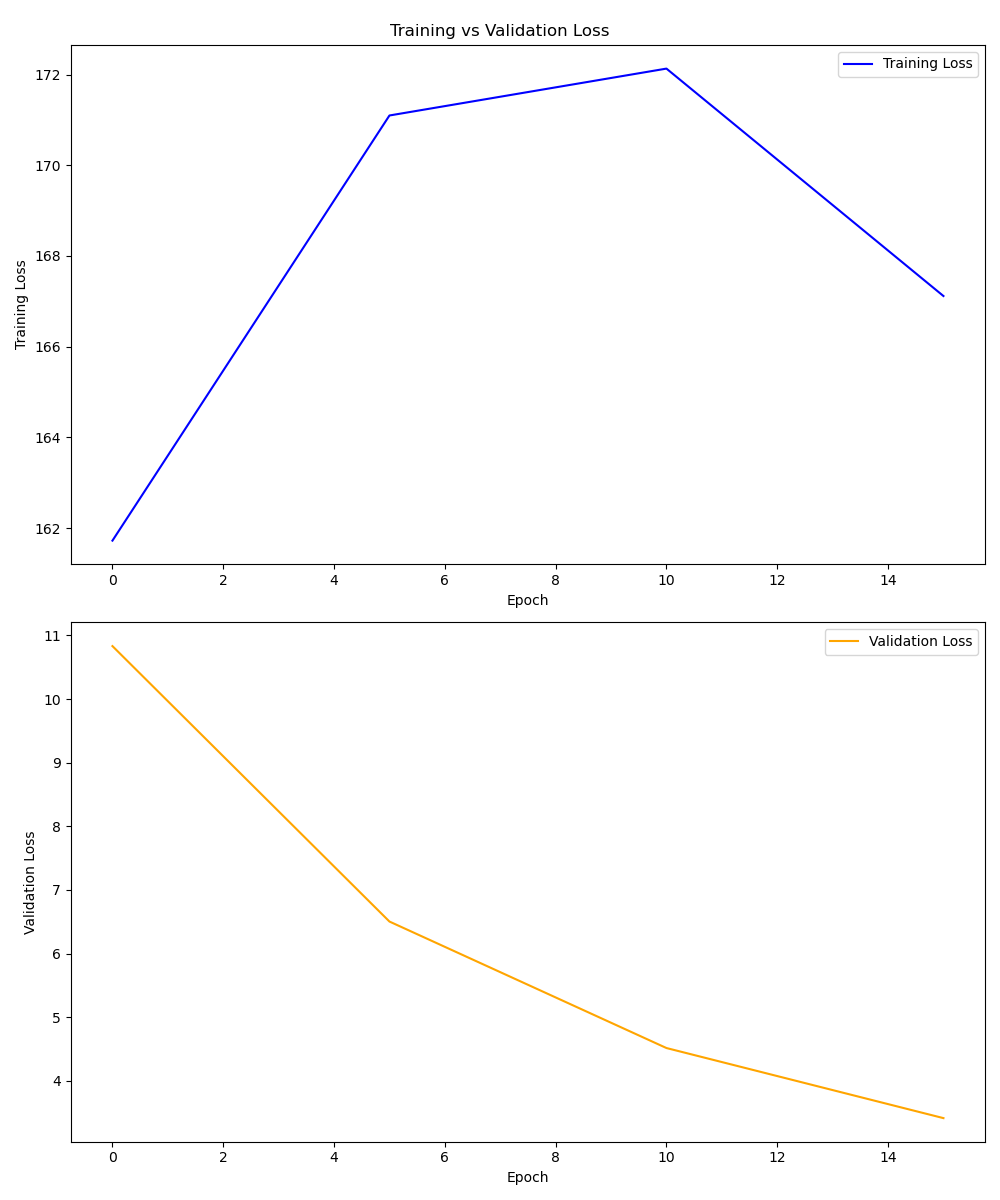 Training vs Validation Loss
Training Loss
172
170
168
166
164
162
Training Loss
0 2 4 6 8 10 12 14
Epoch
Validation Loss
11
10
9
8
7
6
5
4
Validation Loss
0 2 4 6 8 10 12 14
Epoch